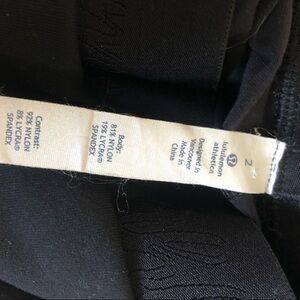 2
lululemon
athletica
Designed in
Vancouver
Made in
China
Body:
81% NYLON
19% LYCRA®
SPANDEX
Contrast:
92% NYLON
8% LYCRA®
SPANDEX